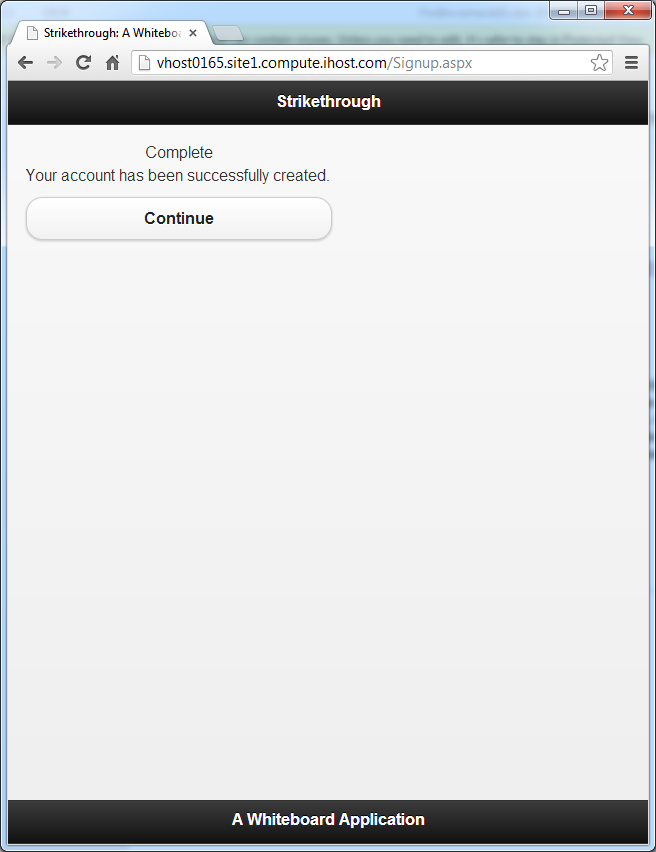 Strikethrough: A Whiteboa
vhost0165.site1.compute.ihost.com/Signup.aspx
Strikethrough
Complete
Your account has been successfully created.
Continue
A Whiteboard Application